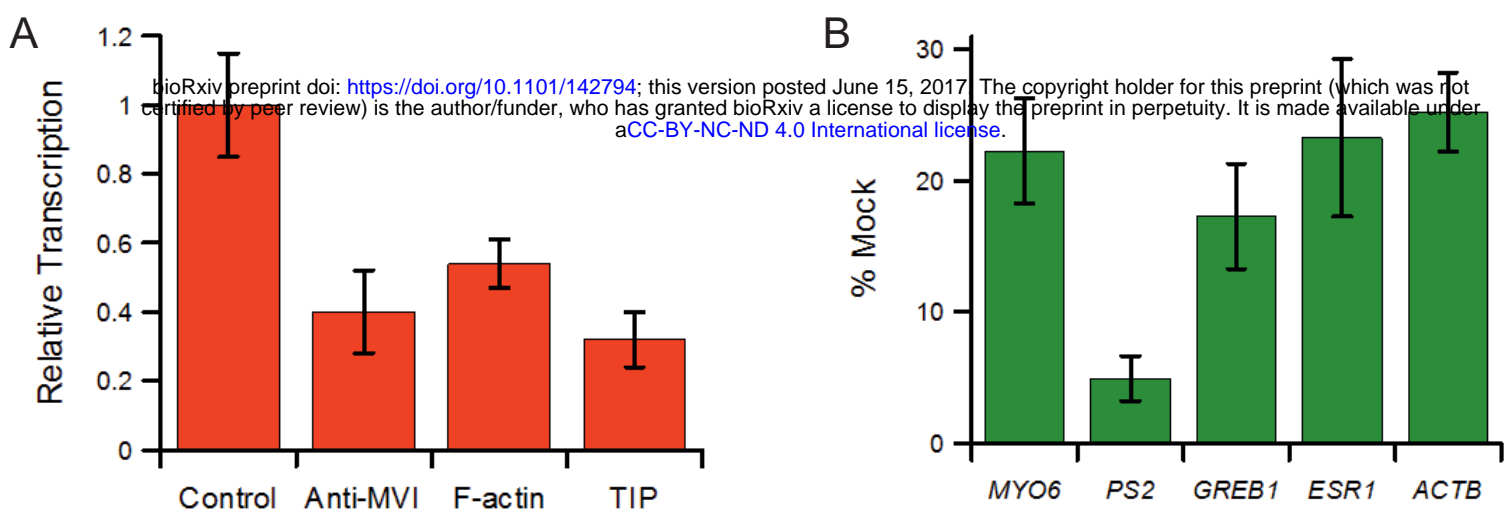 A
B
bioRxiv preprint doi: https://doi.org/10.1101/142794; this version posted June 15, 2017. The copyright holder for this preprint (which was not
certified by peer review) is the author/funder, who has granted bioRxiv a license to display the preprint in perpetuity. It is made available under
aCC-BY-NC-ND 4.0 International license.
Relative Transcription
1.2
1
0.8
0.6
0.4
0.2
0
Control Anti-MVI F-actin TIP
% Mock
30
20
10
0
MYO6 PS2 GREB1 ESR1 ACTB